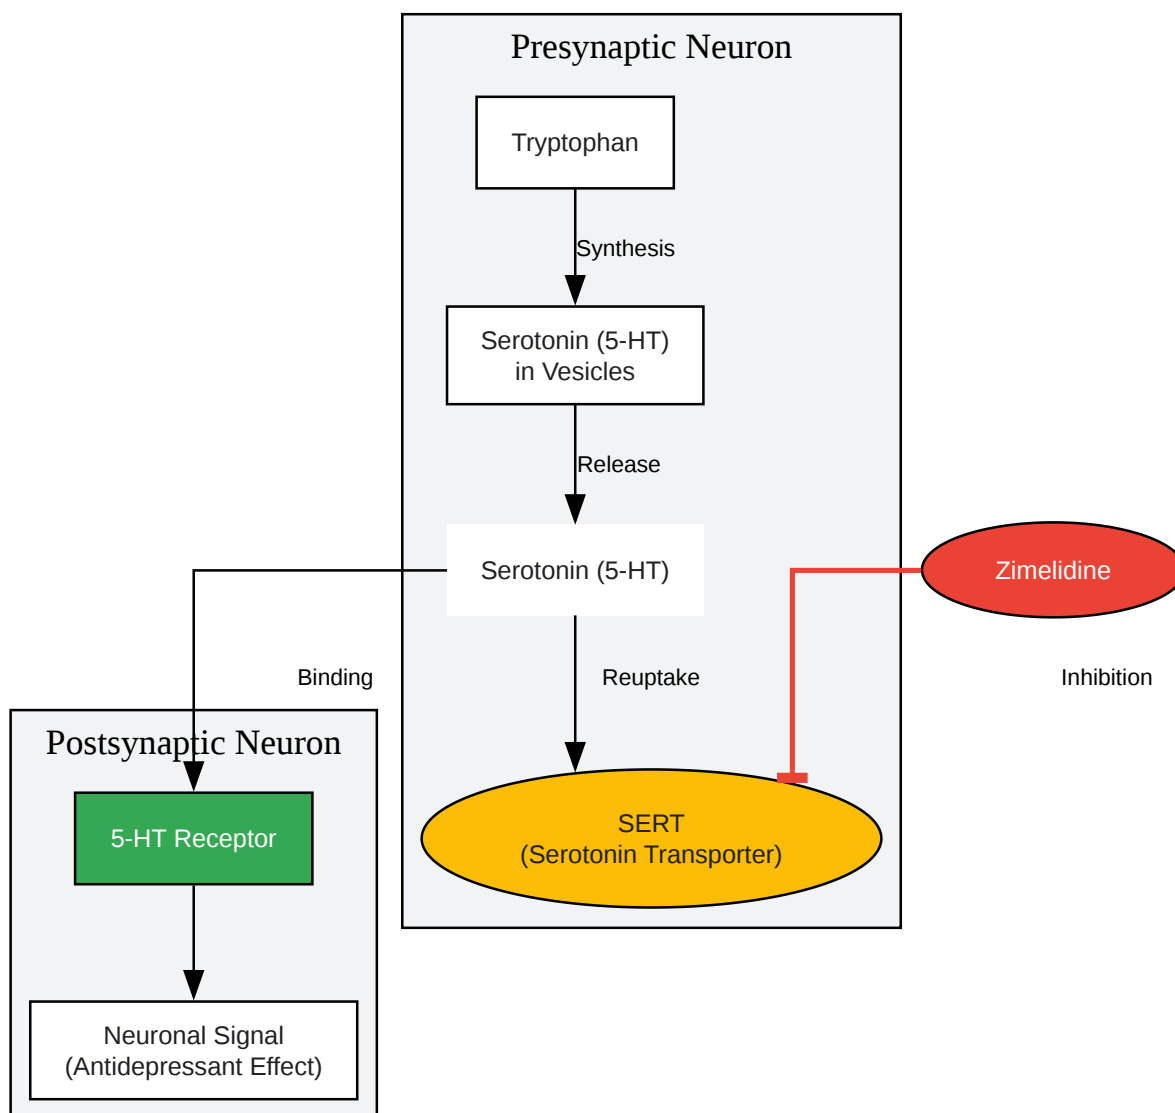 Presynaptic Neuron
Tryptophan
Synthesis
Serotonin (5-HT)
in Vesicles
Release
Serotonin (5-HT)
Zimelidine
Binding
Reuptake
Inhibition
Postsynaptic Neuron
5-HT Receptor
SERT
(Serotonin Transporter)
Neuronal Signal
(Antidepressant Effect)